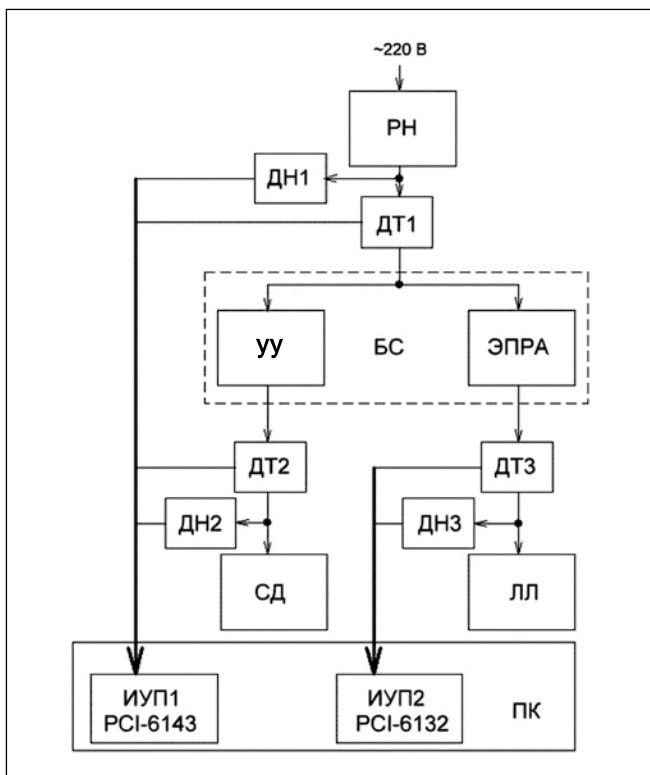 ~220 В
РН
ДН1
ДТ1
УУ
БС
ЭПРА
ДТ2
ДТ3
ДН2
ДН3
СД
ЛЛ
ИУП1
PCI-6143
ИУП2
PCI-6132
ПК